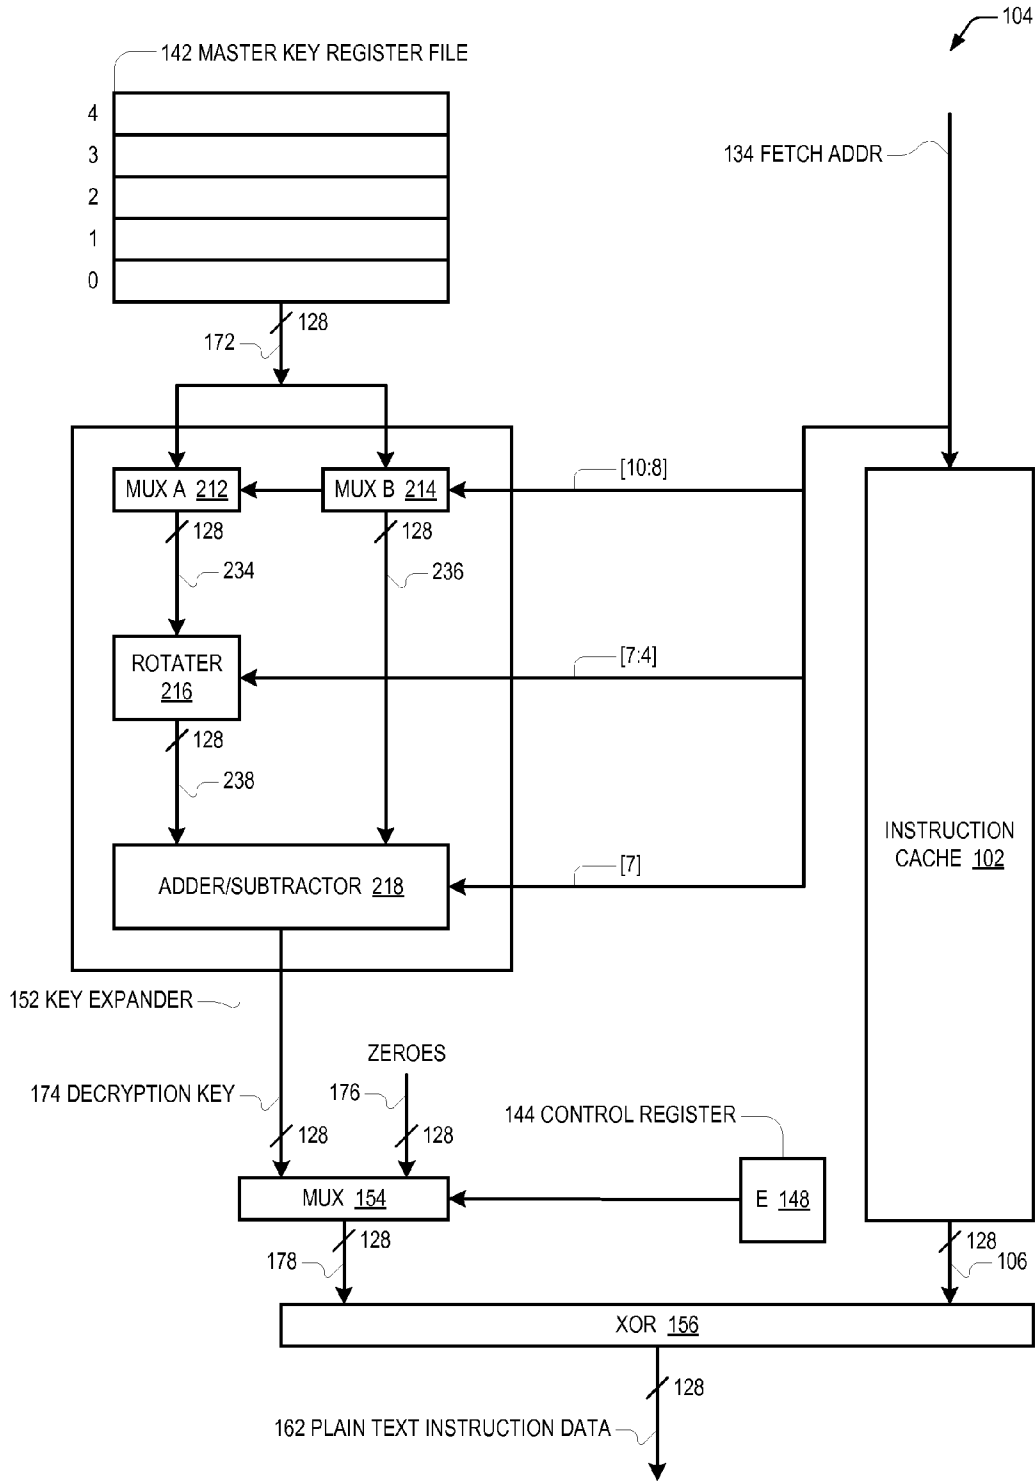 104
142 MASTER KEY REGISTER FILE
4
134 FETCH ADDR
3
2
1
0
128
172
[10:8]
MUX A 212
MUX B 214
128
128
234
236
[7:4]
ROTATER
216
128
238
INSTRUCTION
CACHE 102
[7]
ADDER/SUBTRACTOR 218
152 KEY EXPANDER
ZEROES
174 DECRYPTION KEY
176
144 CONTROL REGISTER
128
128
MUX 154
E 148
128
128
178
106
XOR 156
128
162 PLAIN TEXT INSTRUCTION DATA